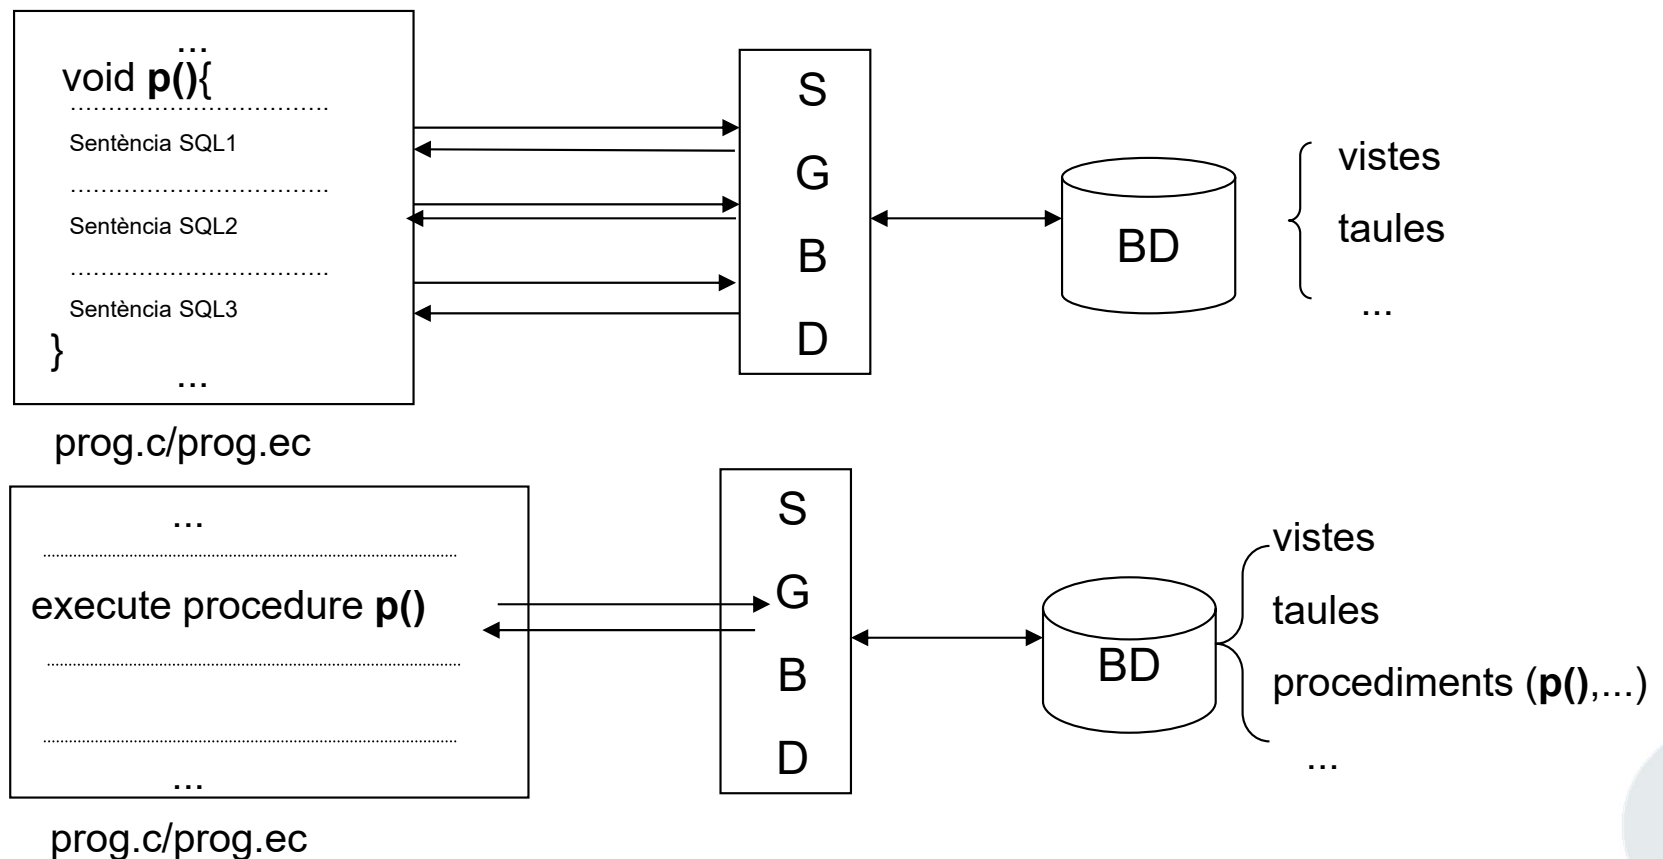 ...
void p(){
Sentència SQL1
Sentència SQL2
Sentència SQL3
}
...
prog.c/prog.ec
S
G
B
D
BD
vistes
taules
...
...
execute procedure p()
...
prog.c/prog.ec
S
G
B
D
BD
vistes
taules
procediments (p(),...)
...